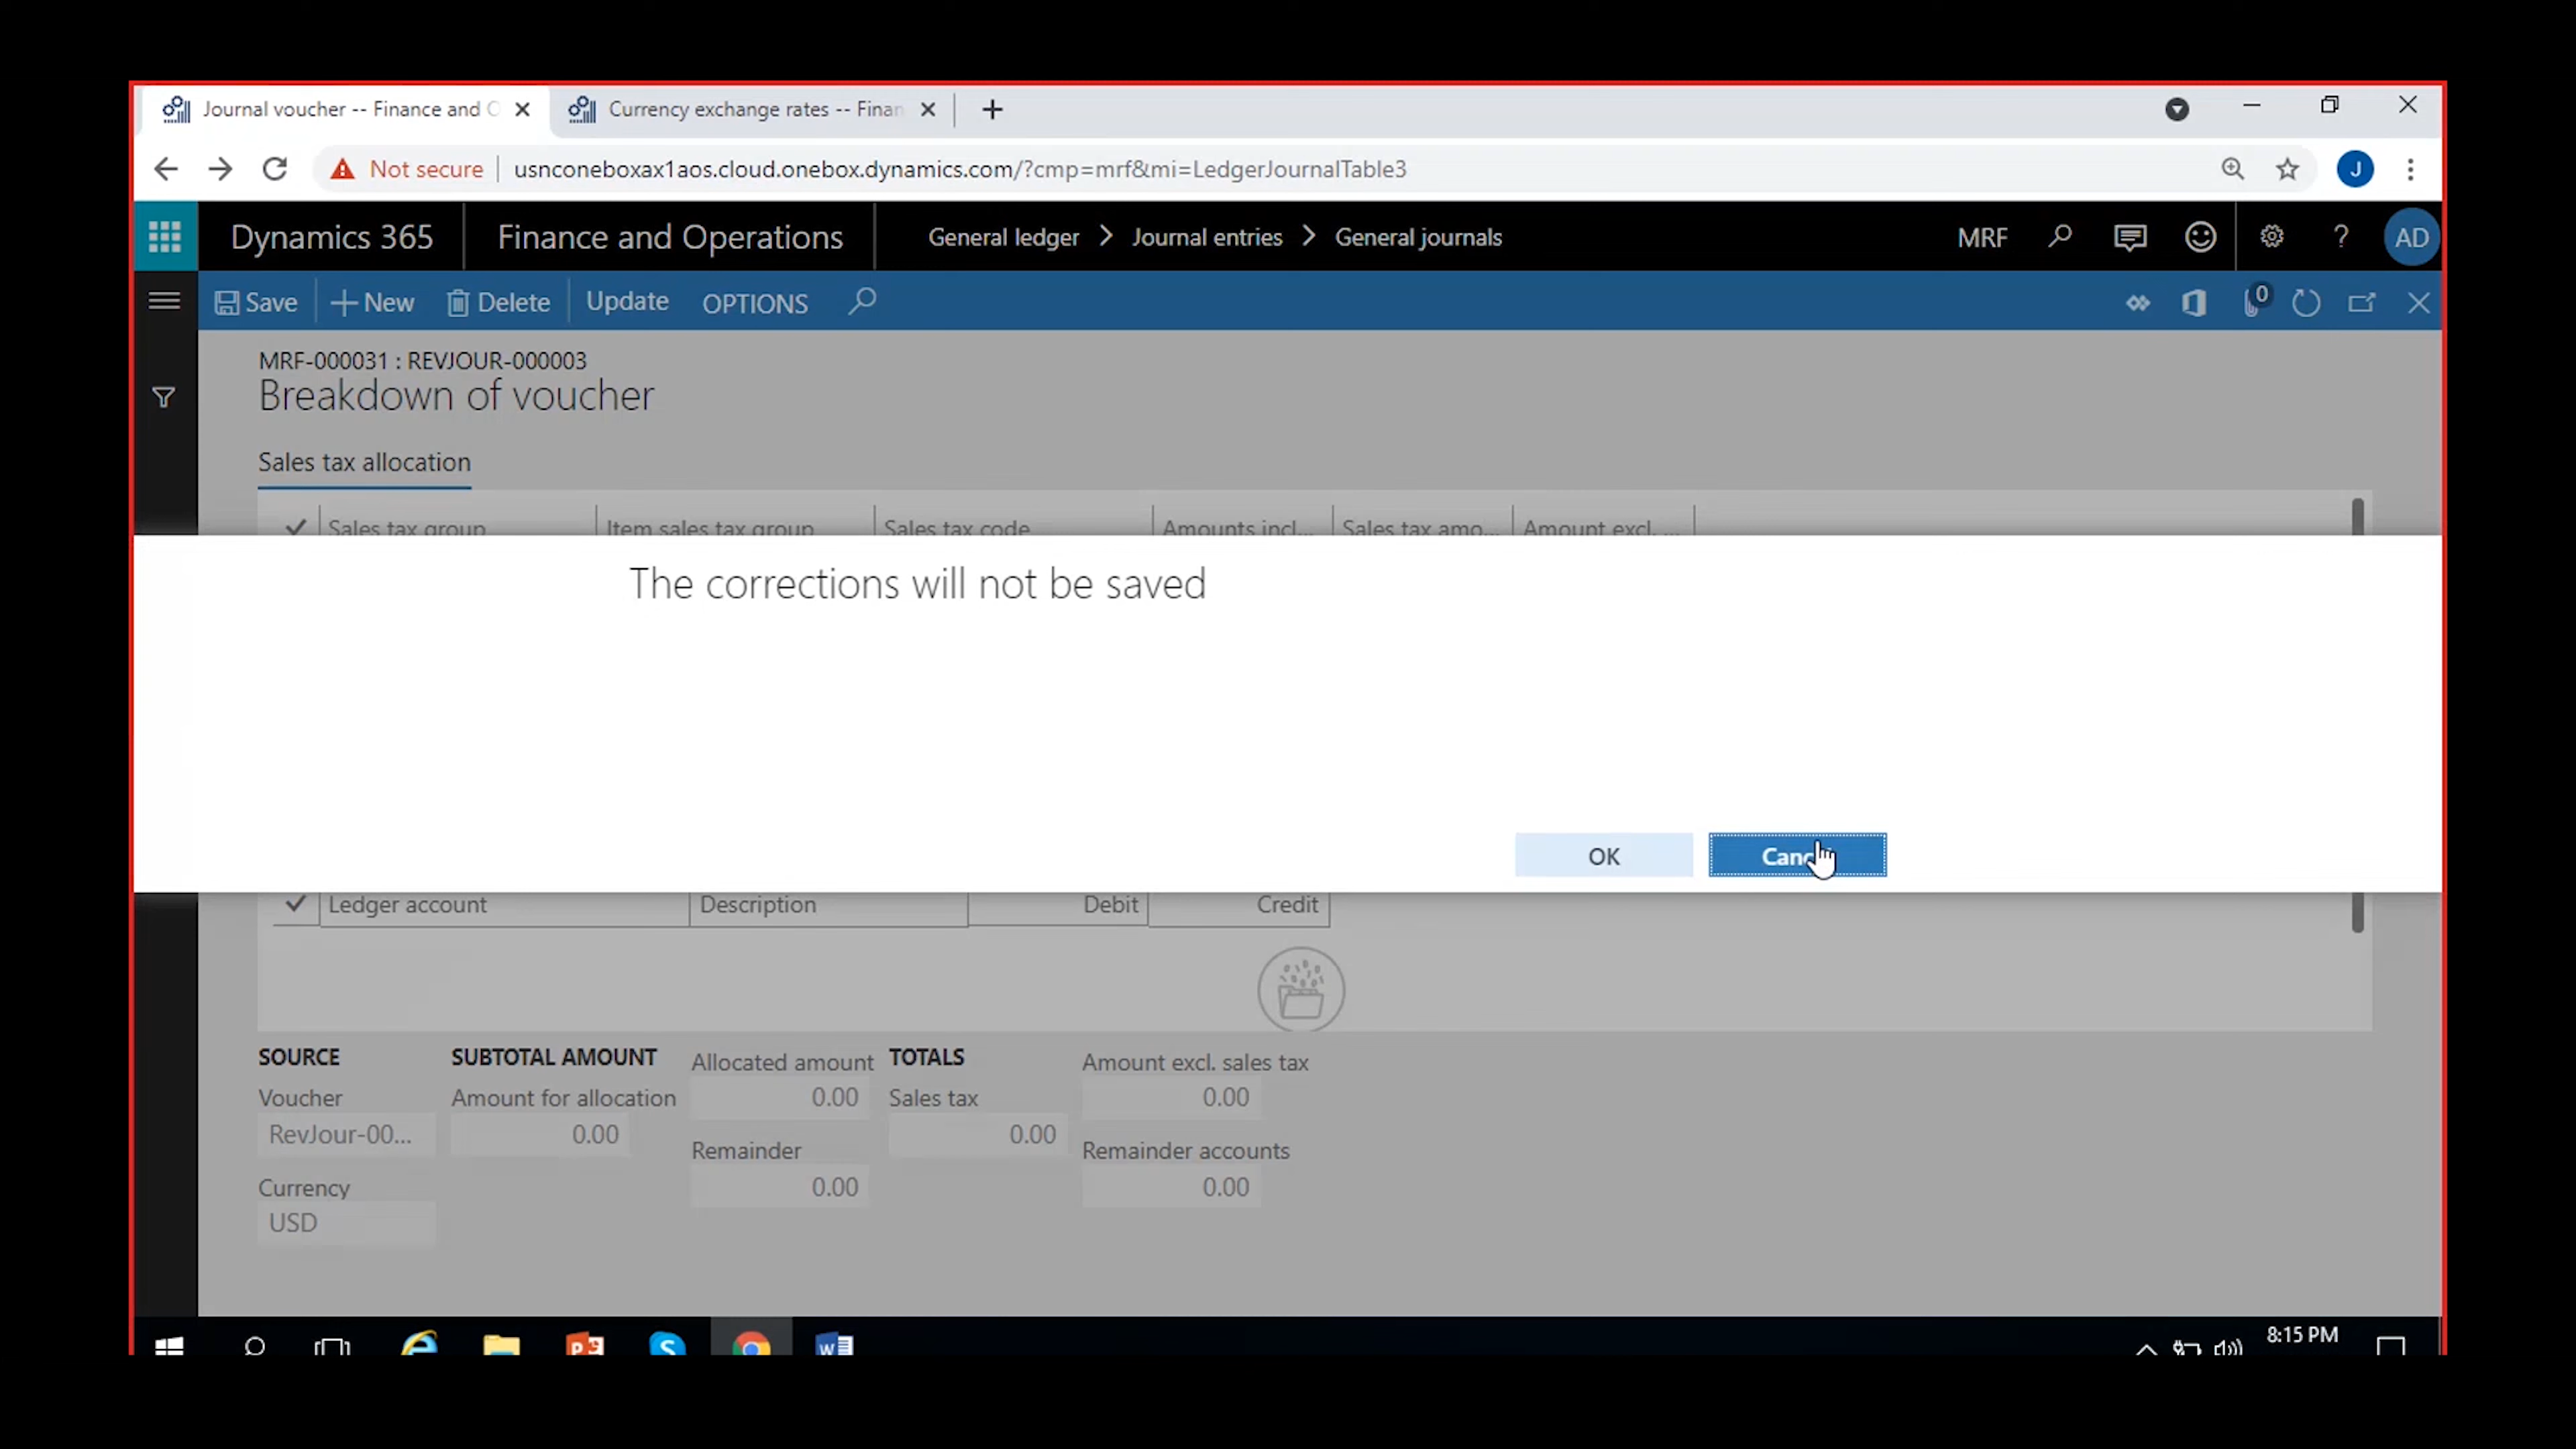 Journal voucher -- Finance and O
Currency exchange rates -- Finan
Not secure
usnconeboxax1aos.cloud.onebox.dynamics.com/?cmp=mrf&mi=LedgerJournalTable3
J
Dynamics 365
Finance and Operations
General ledger > Journal entries > General journals
MRF
?
AD
Save
New
Delete
Update
OPTIONS
0
MRF-000031 : REVJOUR-000003
Breakdown of voucher
Sales tax allocation
Sales tax group
Item sales tax group
Sales tax code
Amounts incl...
Sales tax amo...
Amount excl. ...
The corrections will not be saved
OK
Ledger account
Description
Debit
Credit
SOURCE
Voucher
RevJour-00...
Currency
USD
SUBTOTAL AMOUNT
Amount for allocation
0.00
Allocated amount
0.00
Remainder
0.00
TOTALS
Sales tax
0.00
Amount excl. sales tax
0.00
Remainder accounts
0.00
8:15 PM